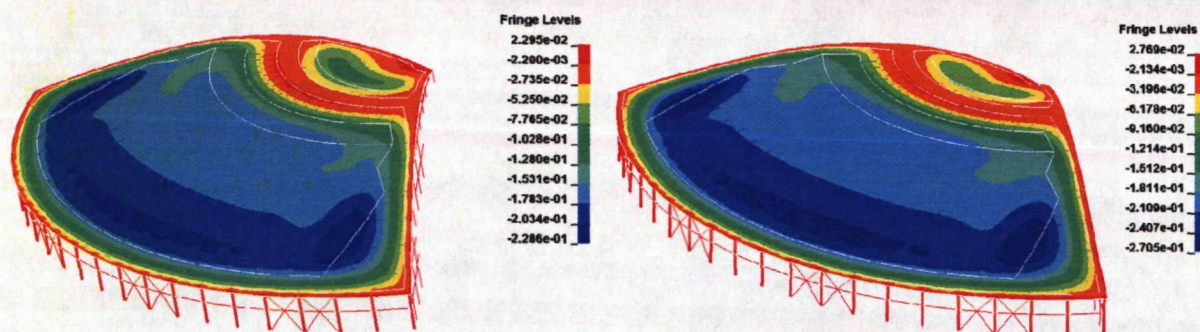 Fringe Levels
2.295e-02
-2.200e-03
-2.735e-02
-5.250e-02
-7.765e-02
-1.028e-01
-1.280e-01
-1.531e-01
-1.783e-01
-2.034e-01
-2.286e-01
Fringe Levels
2.769e-02
-2.134e-03
-3.196e-02
-6.178e-02
-9.160e-02
-1.214e-01
-1.512e-01
-1.811e-01
-2.109e-01
-2.407e-01
-2.705e-01